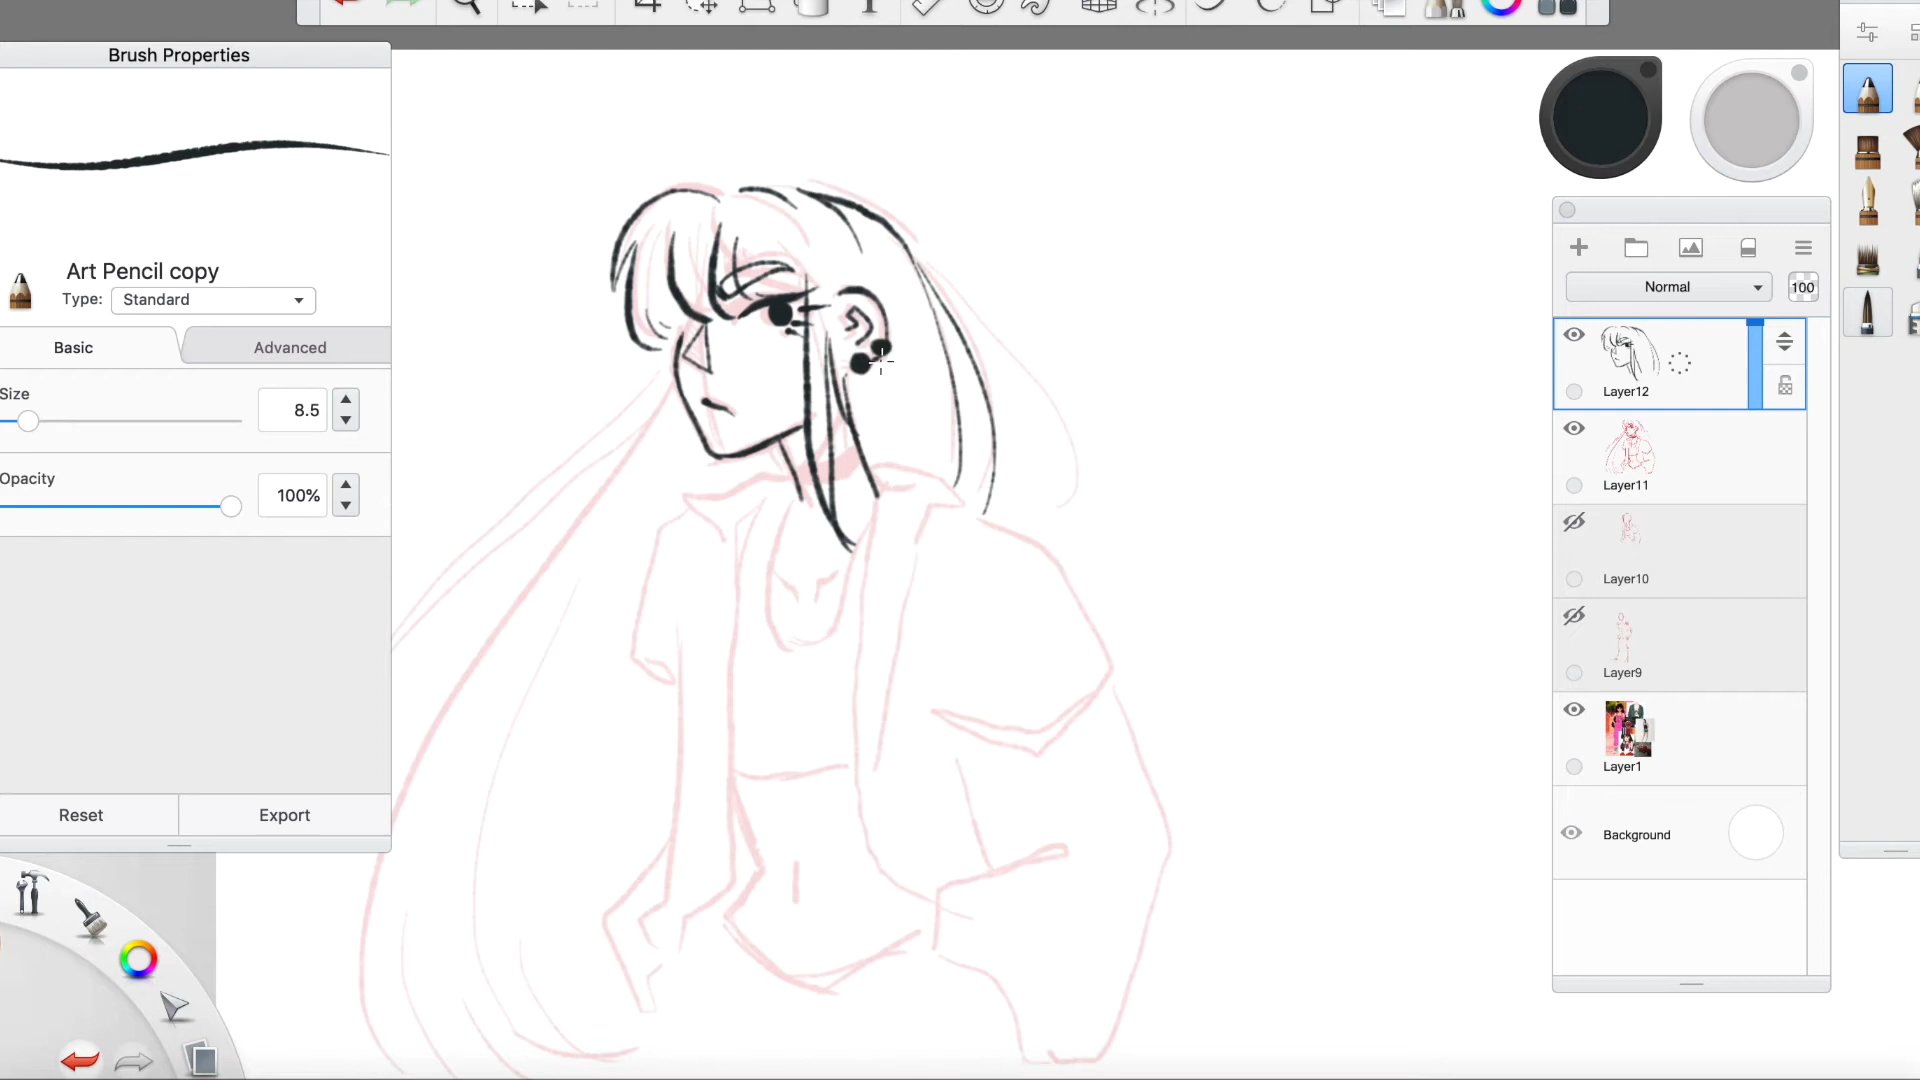 Brush Properties
Art Pencil copy
Type: Standard
Basic
Advanced
Size
8.5
Opacity
100%
Reset
Export
Normal
100
Layer12
Layer11
Layer10
Layer9
Layer1
Background